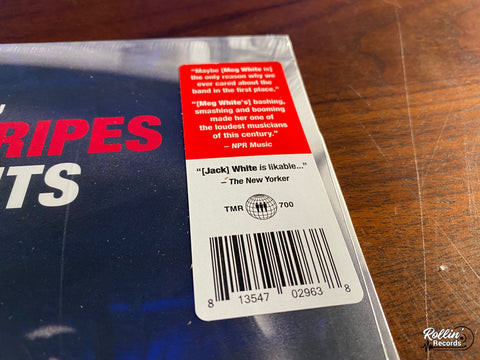 RIPES
ITS
"Maybe [Meg White is]
the only reason why we
ever cared about the
band in the first place."
"[Meg White's] bashing,
smashing and booming
made her one of
the loudest musicians
of this century."
– NPR Music
"[Jack] White is likable..."
– The New Yorker
TMR 700
8 13547 02963 8
Rollin'
Records